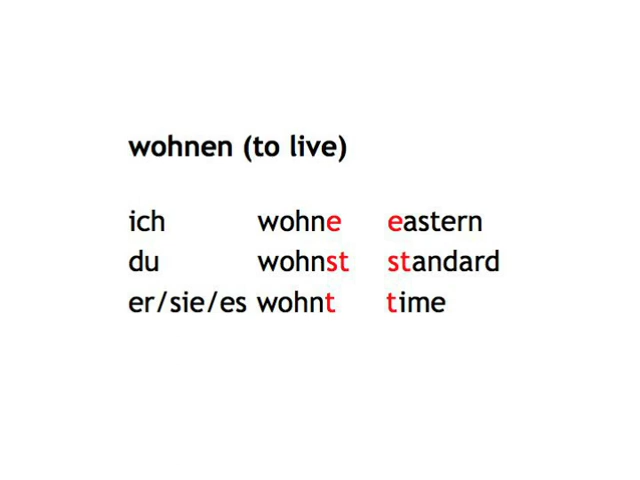 wohnen (to live)
ich wohne eastern
du wohnst standard
er/sie/es wohnt time